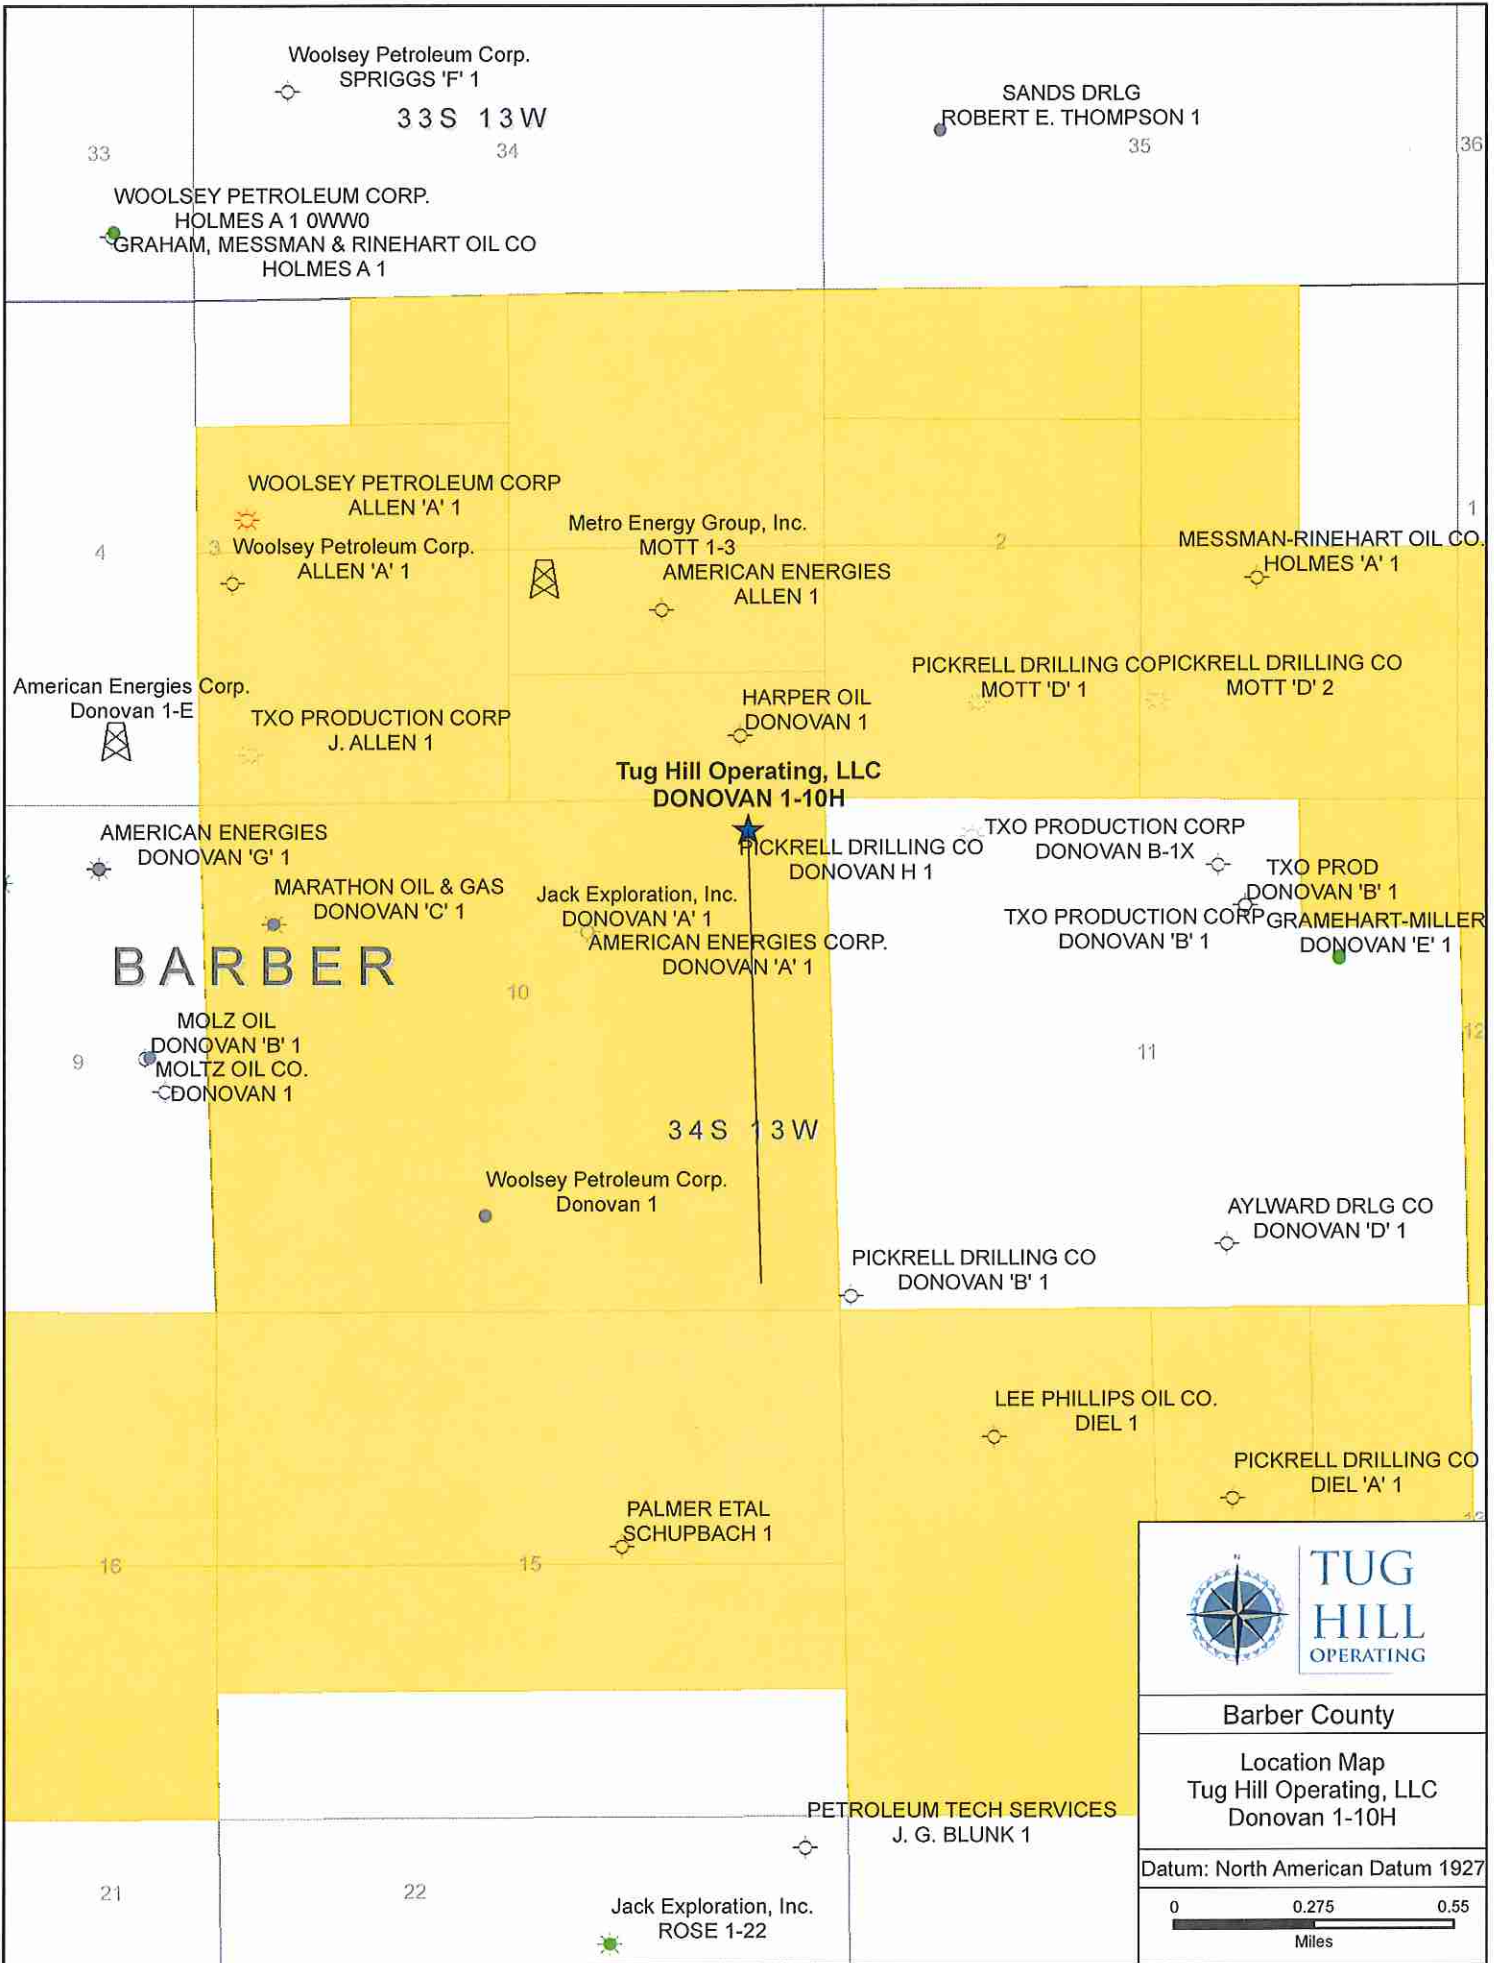 Woolsey Petroleum Corp.
SPRIGGS 'F' 1
33S 13W
SANDS DRLG
ROBERT E. THOMPSON 1
33
34
35
36
WOOLSEY PETROLEUM CORP.
HOLMES A 1 0WW0
GRAHAM, MESSMAN & RINEHART OIL CO
HOLMES A 1
WOOLSEY PETROLEUM CORP
ALLEN 'A' 1
Metro Energy Group, Inc.
MOTT 1-3
1
4
3
Woolsey Petroleum Corp.
ALLEN 'A' 1
AMERICAN ENERGIES
ALLEN 1
2
MESSMAN-RINEHART OIL CO.
HOLMES 'A' 1
American Energies Corp.
Donovan 1-E
TXO PRODUCTION CORP
J. ALLEN 1
HARPER OIL
DONOVAN 1
PICKRELL DRILLING CO
MOTT 'D' 1
PICKRELL DRILLING CO
MOTT 'D' 2
Tug Hill Operating, LLC
DONOVAN 1-10H
AMERICAN ENERGIES
DONOVAN 'G' 1
PICKRELL DRILLING CO
DONOVAN H 1
TXO PRODUCTION CORP
DONOVAN B-1X
TXO PROD
DONOVAN 'B' 1
MARATHON OIL & GAS
DONOVAN 'C' 1
Jack Exploration, Inc.
DONOVAN 'A' 1
AMERICAN ENERGIES CORP.
DONOVAN 'A' 1
TXO PRODUCTION CORP
DONOVAN 'B' 1
GRAMEHART-MILLER
DONOVAN 'E' 1
BARBER
10
MOLZ OIL
DONOVAN 'B' 1
MOLTZ OIL CO.
DONOVAN 1
9
11
12
34S 13W
Woolsey Petroleum Corp.
Donovan 1
AYLWARD DRLG CO
DONOVAN 'D' 1
PICKRELL DRILLING CO
DONOVAN 'B' 1
LEE PHILLIPS OIL CO.
DIEL 1
PICKRELL DRILLING CO
DIEL 'A' 1
PALMER ETAL
SCHUPBACH 1
16
15
N
TUG
HILL
OPERATING
Barber County
Location Map
Tug Hill Operating, LLC
Donovan 1-10H
PETROLEUM TECH SERVICES
J. G. BLUNK 1
Datum: North American Datum 1927
21
22
Jack Exploration, Inc.
ROSE 1-22
0 0.275 0.55
Miles